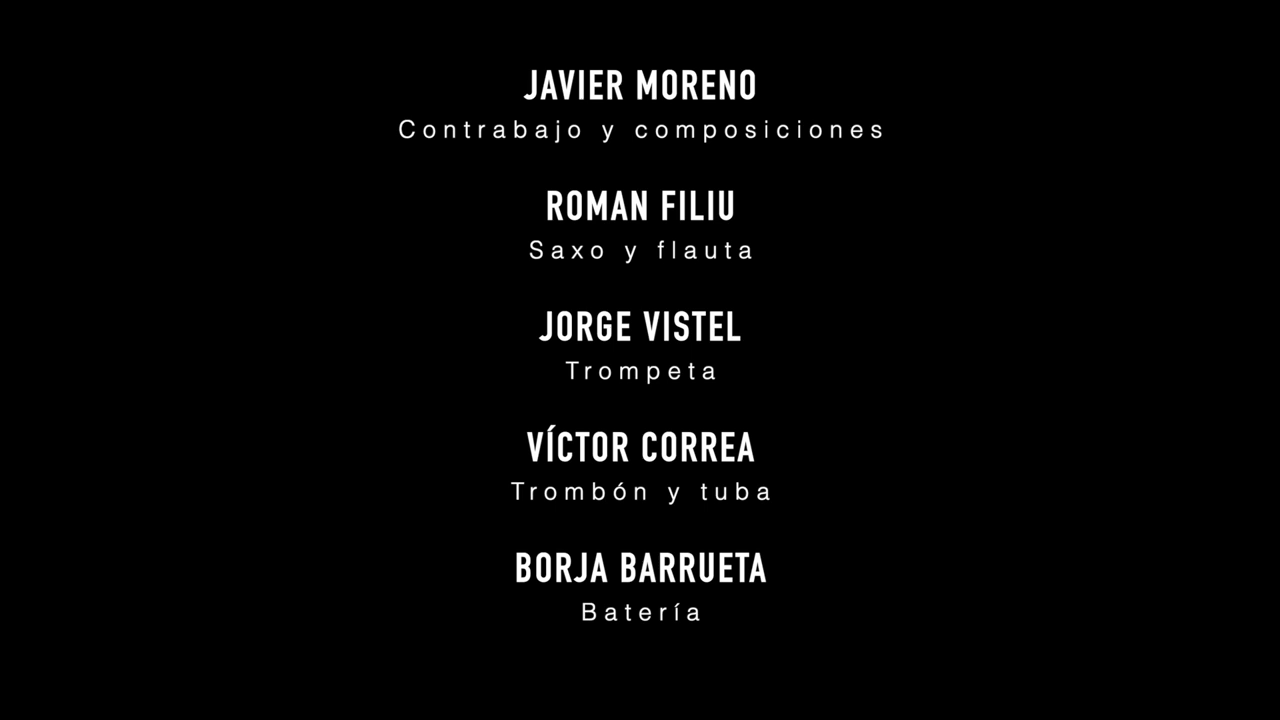 JAVIER MORENO
Contrabajo y composiciones
ROMAN FILIU
Saxo y flauta
JORGE VISTEL
Trompeta
VÍCTOR CORREA
Trombón y tuba
BORJA BARRUETA
Batería